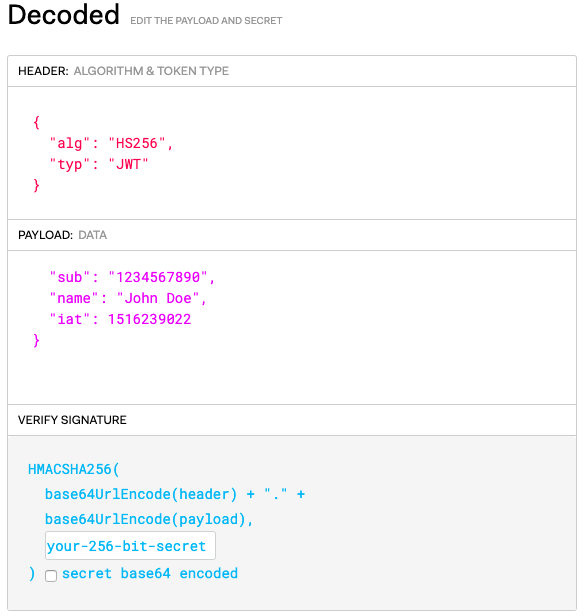 Decoded EDIT THE PAYLOAD AND SECRET
HEADER: ALGORITHM & TOKEN TYPE
{
  "alg": "HS256",
  "typ": "JWT"
}
PAYLOAD: DATA
  "sub": "1234567890",
  "name": "John Doe",
  "iat": 1516239022
}
VERIFY SIGNATURE
HMACSHA256(
  base64UrlEncode(header) + "." +
  base64UrlEncode(payload),
  your-256-bit-secret
) secret base64 encoded